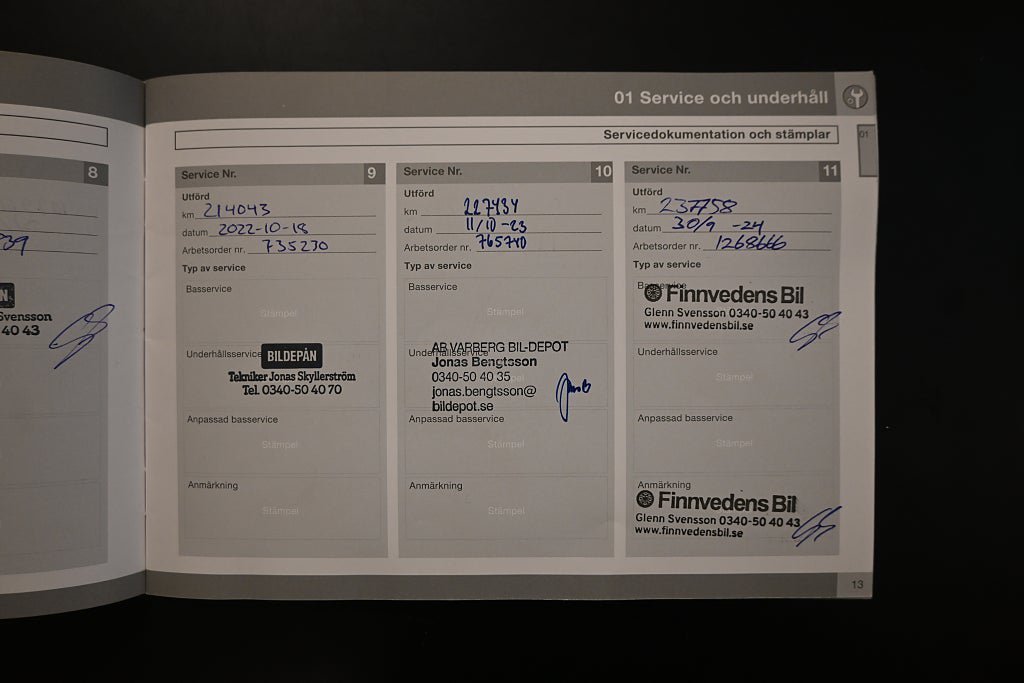 01 Service och underhåll
01
Servicedokumentation och stämplar
8
Svensson
40 43
Service Nr. 9
Utförd
km 214043
datum 2022-10-18
Arbetsorder nr. 735230
Typ av service
Basservice
Stämpel
Underhållsservice
BILDEPÅN
Tekniker Jonas Skyllerström
Tel. 0340-50 40 70
Anpassad basservice
Stämpel
Anmärkning
Stämpel
Service Nr. 10
Utförd
km 227434
datum 11/10-23
Arbetsorder nr. 765740
Typ av service
Basservice
Stämpel
Underhållsservice
AB VARBERG BIL-DEPOT
Jonas Bengtsson
0340-50 40 35
jonas.bengtsson@
bildepot.se
Anpassad basservice
Stämpel
Anmärkning
Stämpel
Service Nr. 11
Utförd
km 237758
datum 30/9 -24
Arbetsorder nr. 1268666
Typ av service
Basservice
FinnvedensBil
Glenn Svensson 0340-50 40 43
www.finnvedensbil.se
Underhållsservice
Stämpel
Anpassad basservice
Stämpel
Anmärkning
FinnvedensBil
Glenn Svensson 0340-50 40 43
www.finnvedensbil.se
13